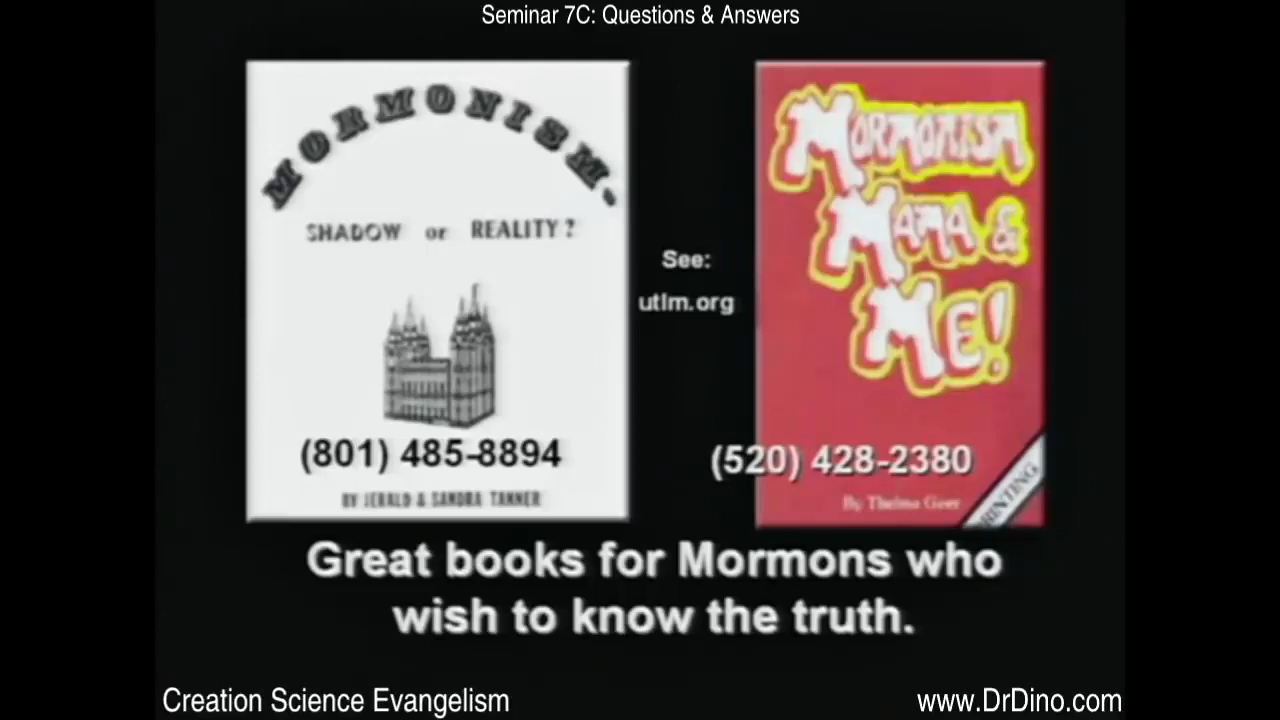 Seminar 7C: Questions & Answers
MORMONISM-
SHADOW or REALITY?
(801) 485-8894
BY JERALD & SANDRA TANNER
See:
utlm.org
MORMONISM
MAMA &
ME!
(520) 428-2380
By Thelma Geer
PRINTING
Great books for Mormons who
wish to know the truth.
Creation Science Evangelism
www.DrDino.com